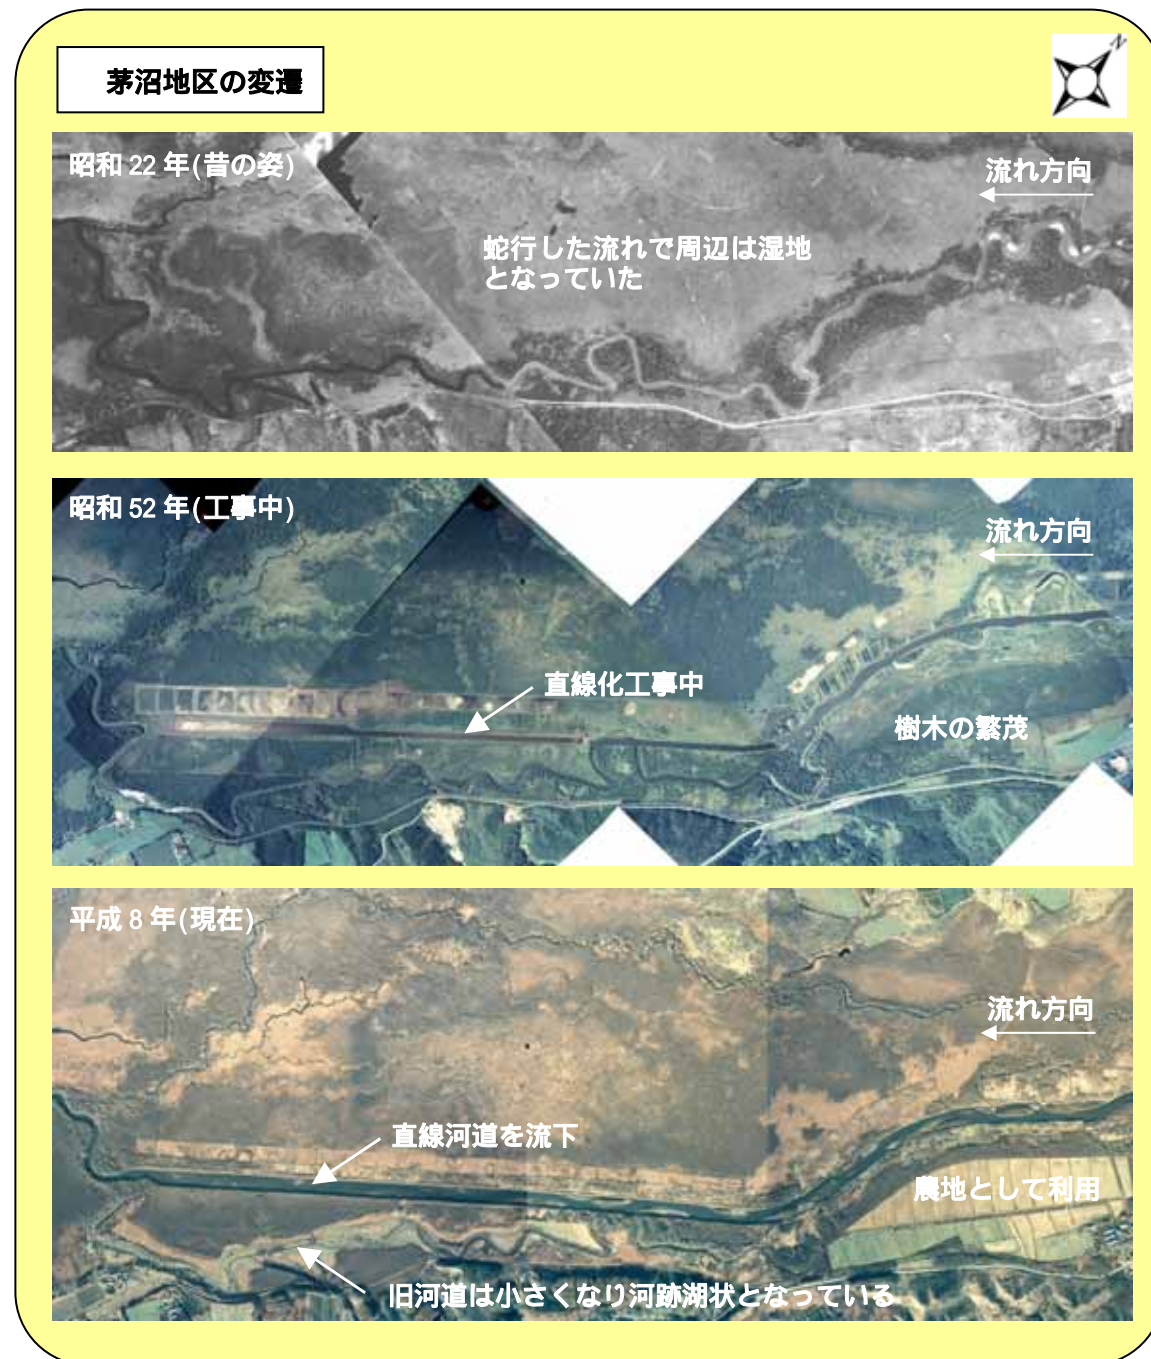 茅沼地区の変遷
N
昭和 22 年(昔の姿)
流れ方向
蛇行した流れで周辺は湿地
となっていた
昭和 52 年(工事中)
流れ方向
直線化工事中
樹木の繁茂
平成 8 年(現在)
流れ方向
直線河道を流下
農地として利用
旧河道は小さくなり河跡湖状となっている